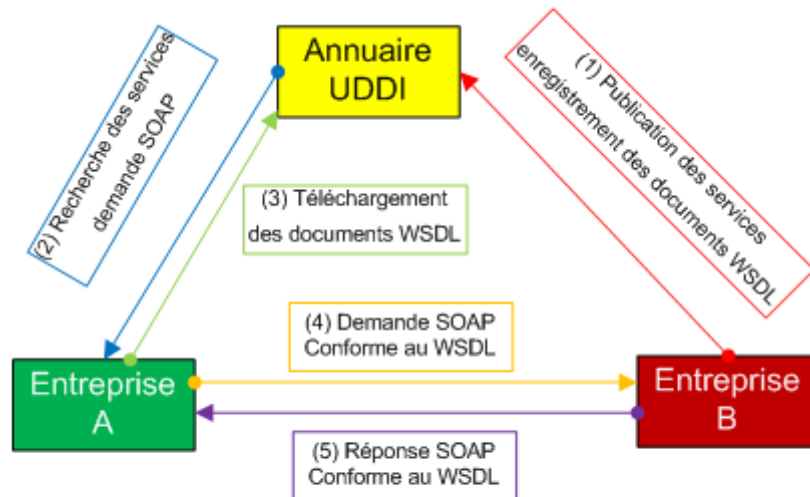 Annuaire
UDDI
(1) Publication des services
enregistrement des documents WSDL
(2) Recherche des services
demande SOAP
(3) Téléchargement
des documents WSDL
(4) Demande SOAP
Conforme au WSDL
Entreprise
A
Entreprise
B
(5) Réponse SOAP
Conforme au WSDL